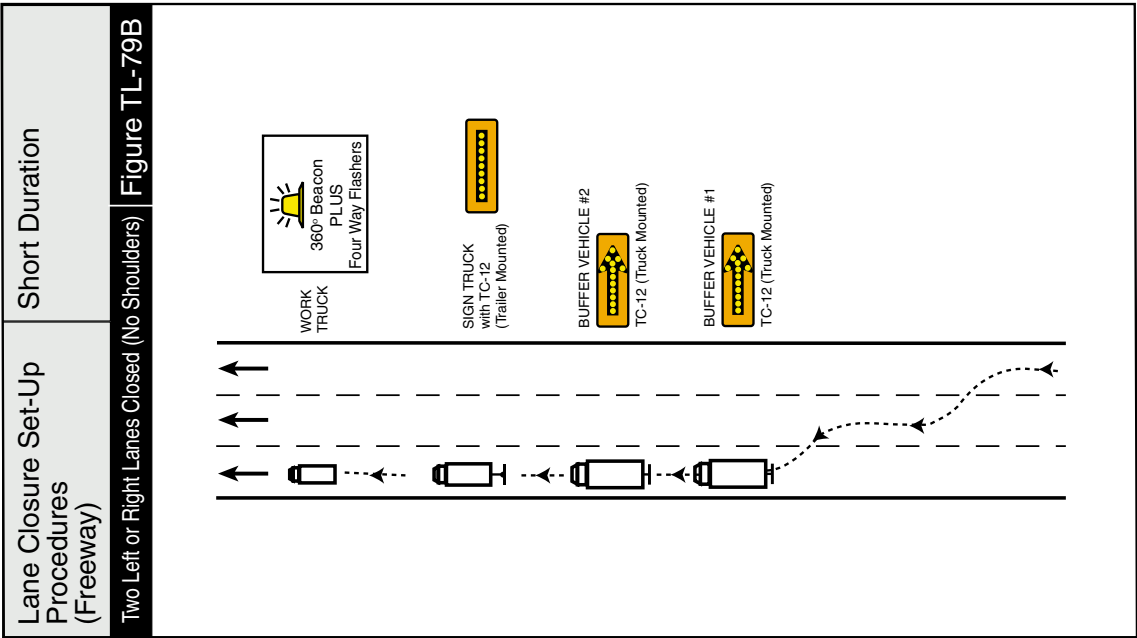 Lane Closure Set-Up
Procedures
(Freeway)
Short Duration
Two Left or Right Lanes Closed (No Shoulders)
Figure TL-79B
WORK
TRUCK
360° Beacon
PLUS
Four Way Flashers
SIGN TRUCK
with TC-12
(Trailer Mounted)
BUFFER VEHICLE #2
TC-12 (Truck Mounted)
BUFFER VEHICLE #1
TC-12 (Truck Mounted)